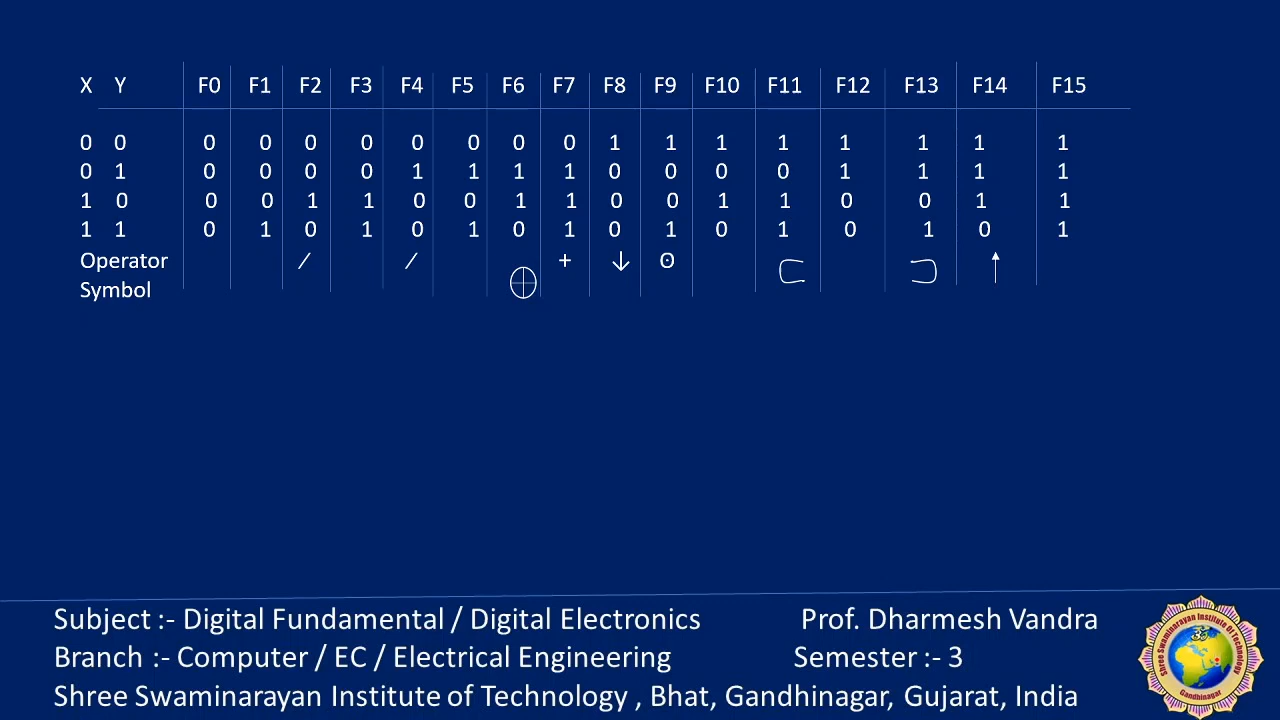 X Y F0 F1 F2 F3 F4 F5 F6 F7 F8 F9 F10 F11 F12 F13 F14 F15
0 0 0 0 0 0 0 0 0 0 1 1 1 1 1 1 1 1
0 1 0 0 0 0 1 1 1 1 0 0 0 0 1 1 1 1
1 0 0 0 1 1 0 0 1 1 0 0 1 1 0 0 1 1
1 1 0 1 0 1 0 1 0 1 0 1 0 1 0 1 0 1
Operator / / + ↓ ʘ ↑
Symbol ⊕ ⊂ ⊃
Subject :- Digital Fundamental / Digital Electronics Prof. Dharmesh Vandra
Branch :- Computer / EC / Electrical Engineering Semester :- 3
Shree Swaminarayan Institute of Technology , Bhat, Gandhinagar, Gujarat, India
Shree Swaminarayan Institute Of Technology
ॐ
Gandhinagar